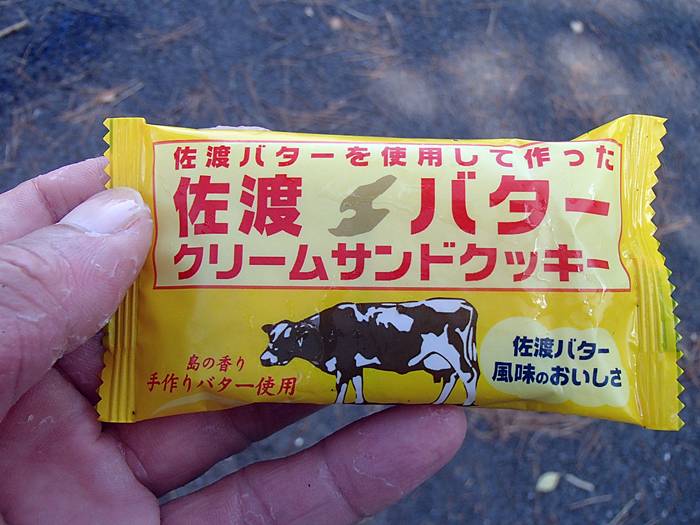 佐渡バターを使用して作った
佐渡バター
クリームサンドクッキー
島の香り
手作りバター使用
佐渡バター
風味のおいしさ